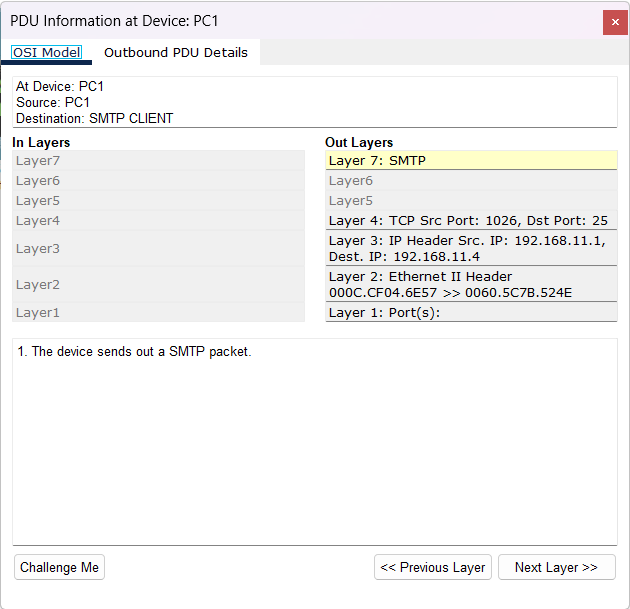 PDU Information at Device: PC1
OSI Model
Outbound PDU Details
At Device: PC1
Source: PC1
Destination: SMTP CLIENT
In Layers
Layer7
Layer6
Layer5
Layer4
Layer3
Layer2
Layer1
Out Layers
Layer 7: SMTP
Layer6
Layer5
Layer 4: TCP Src Port: 1026, Dst Port: 25
Layer 3: IP Header Src. IP: 192.168.11.1,
Dest. IP: 192.168.11.4
Layer 2: Ethernet II Header
000C.CF04.6E57 >> 0060.5C7B.524E
Layer 1: Port(s):
1. The device sends out a SMTP packet.
Challenge Me
<< Previous Layer
Next Layer >>